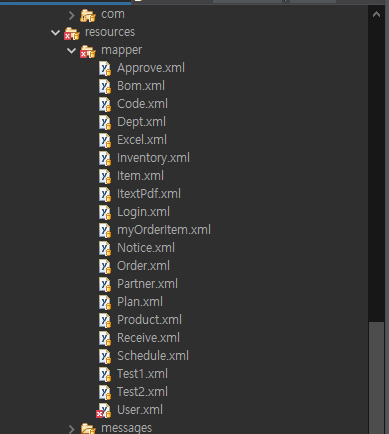 com
resources
mapper
Approve.xml
Bom.xml
Code.xml
Dept.xml
Excel.xml
Inventory.xml
Item.xml
ItextPdf.xml
Login.xml
myOrderItem.xml
Notice.xml
Order.xml
Partner.xml
Plan.xml
Product.xml
Receive.xml
Schedule.xml
Test1.xml
Test2.xml
User.xml
messages